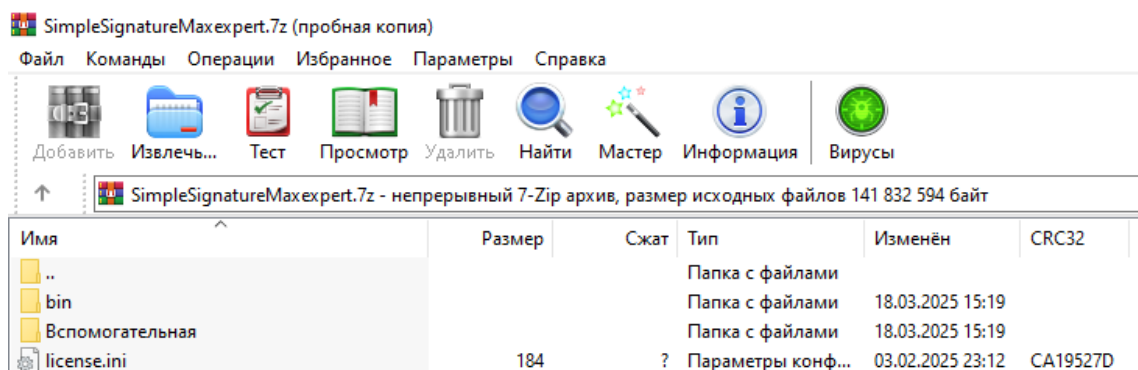 SimpleSignatureMaxexpert.7z (пробная копия)
Файл Команды Операции Избранное Параметры Справка
Добавить Извлечь... Тест Просмотр Удалить Найти Мастер Информация Вирусы
SimpleSignatureMaxexpert.7z - непрерывный 7-Zip архив, размер исходных файлов 141 832 594 байт
Имя Размер Сжат Тип Изменён CRC32
.. Папка с файлами
bin Папка с файлами 18.03.2025 15:19
Вспомогательная Папка с файлами 18.03.2025 15:19
license.ini 184 ? Параметры конф... 03.02.2025 23:12 CA19527D